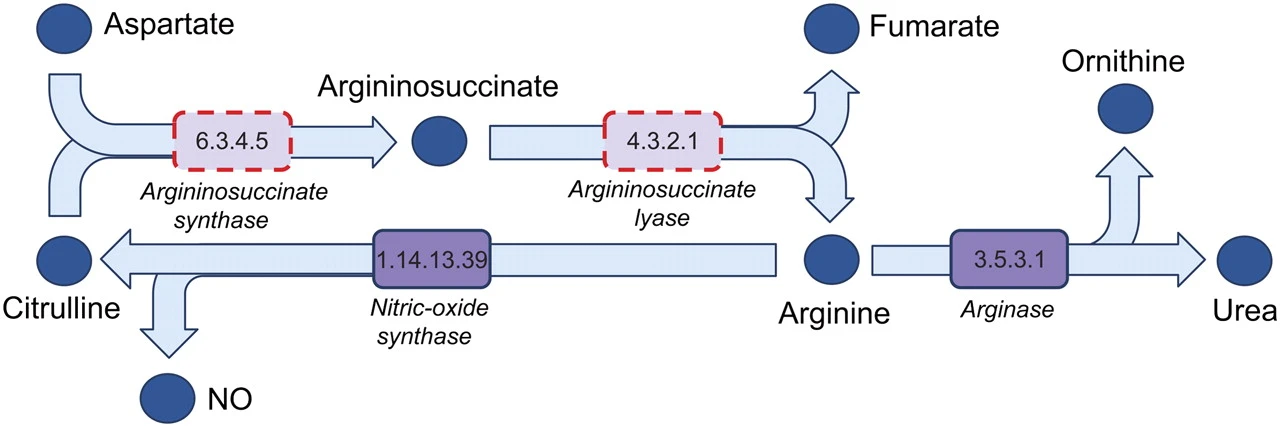 Aspartate
Fumarate
Ornithine
Argininosuccinate
6.3.4.5
4.3.2.1
Argininosuccinate
synthase
Argininosuccinate
lyase
1.14.13.39
3.5.3.1
Citrulline
Nitric-oxide
synthase
Arginine
Arginase
Urea
NO